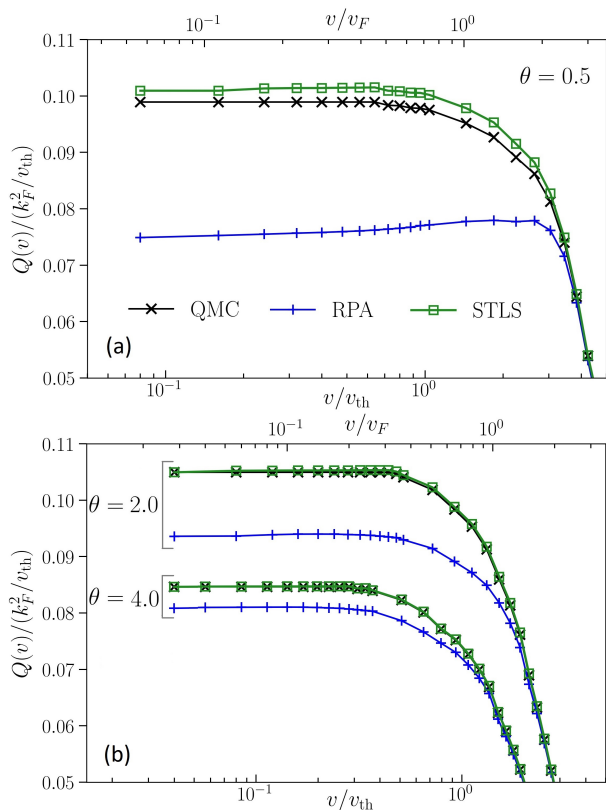 v/v_F
10^{-1} 10^0
0.11
θ = 0.5
0.10
0.09
Q(v)/(k_F^2/v_th)
0.08
0.07
QMC RPA STLS
0.06
(a)
0.05
10^{-1} 10^0
v/v_th
v/v_F
10^{-1} 10^0
0.11
θ = 2.0
0.10
0.09
Q(v)/(k_F^2/v_th)
θ = 4.0
0.08
0.07
0.06
(b)
0.05
10^{-1} 10^0
v/v_th